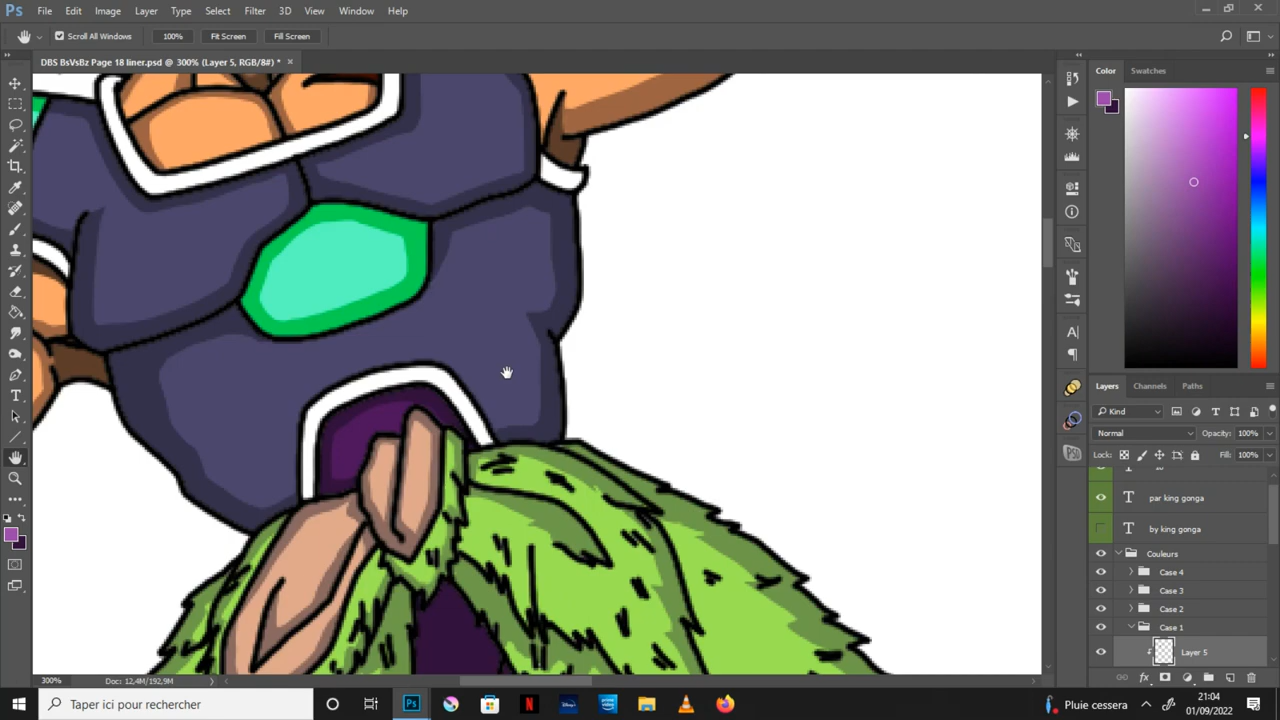 Ps File Edit Image Layer Type Select Filter 3D View Window Help
Scroll All Windows 100% Fit Screen Fill Screen
DBS BsVsBz Page 18 liner.psd @ 300% (Layer 5, RGB/8#) * ×
Color Swatches
Layers Channels Paths
Kind
Normal Opacity: 100%
Lock: Fill: 100%
par king gonga
by king gonga
Couleurs
Case 4
Case 3
Case 2
Case 1
Layer 5
300% Doc: 12,4M/192,9M
Taper ici pour rechercher
Pluie cessera
21:04
01/09/2022